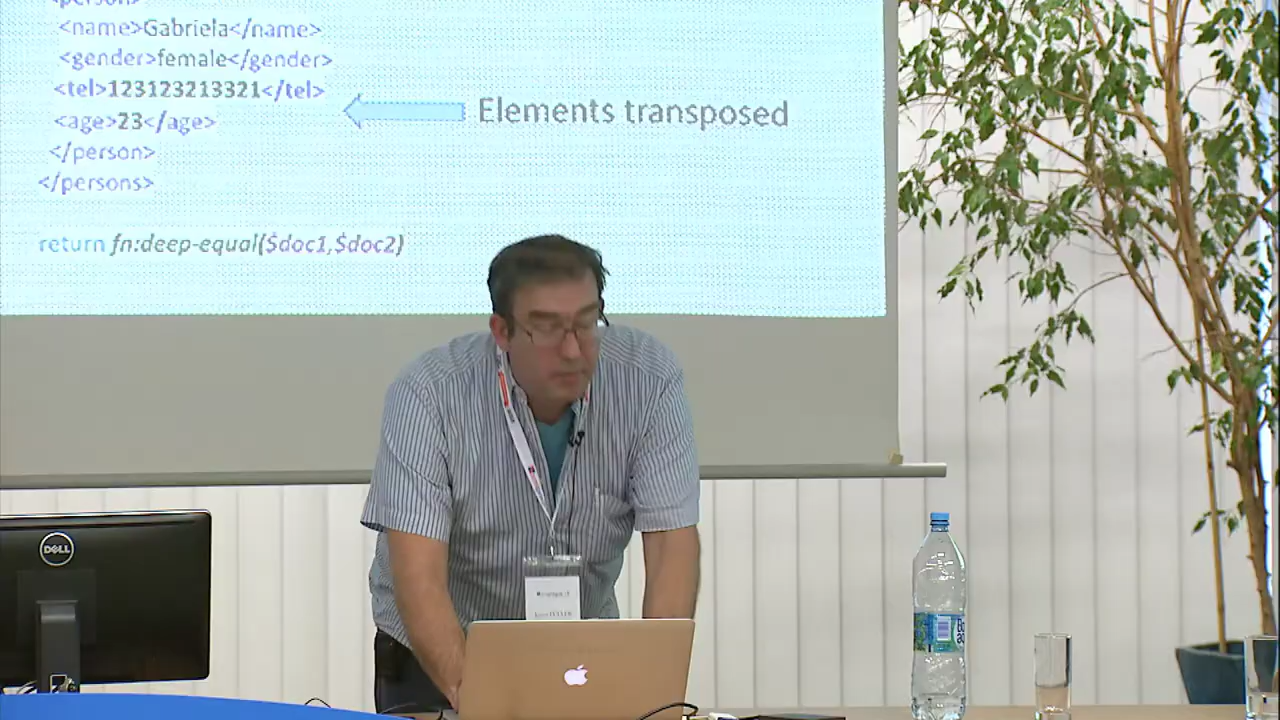 <person>
<name>Gabriela</name>
<gender>female</gender>
<tel>123123213321</tel>
<age>23</age>
</person>
</persons>
Elements transposed
return fn:deep-equal($doc1,$doc2)
DELL